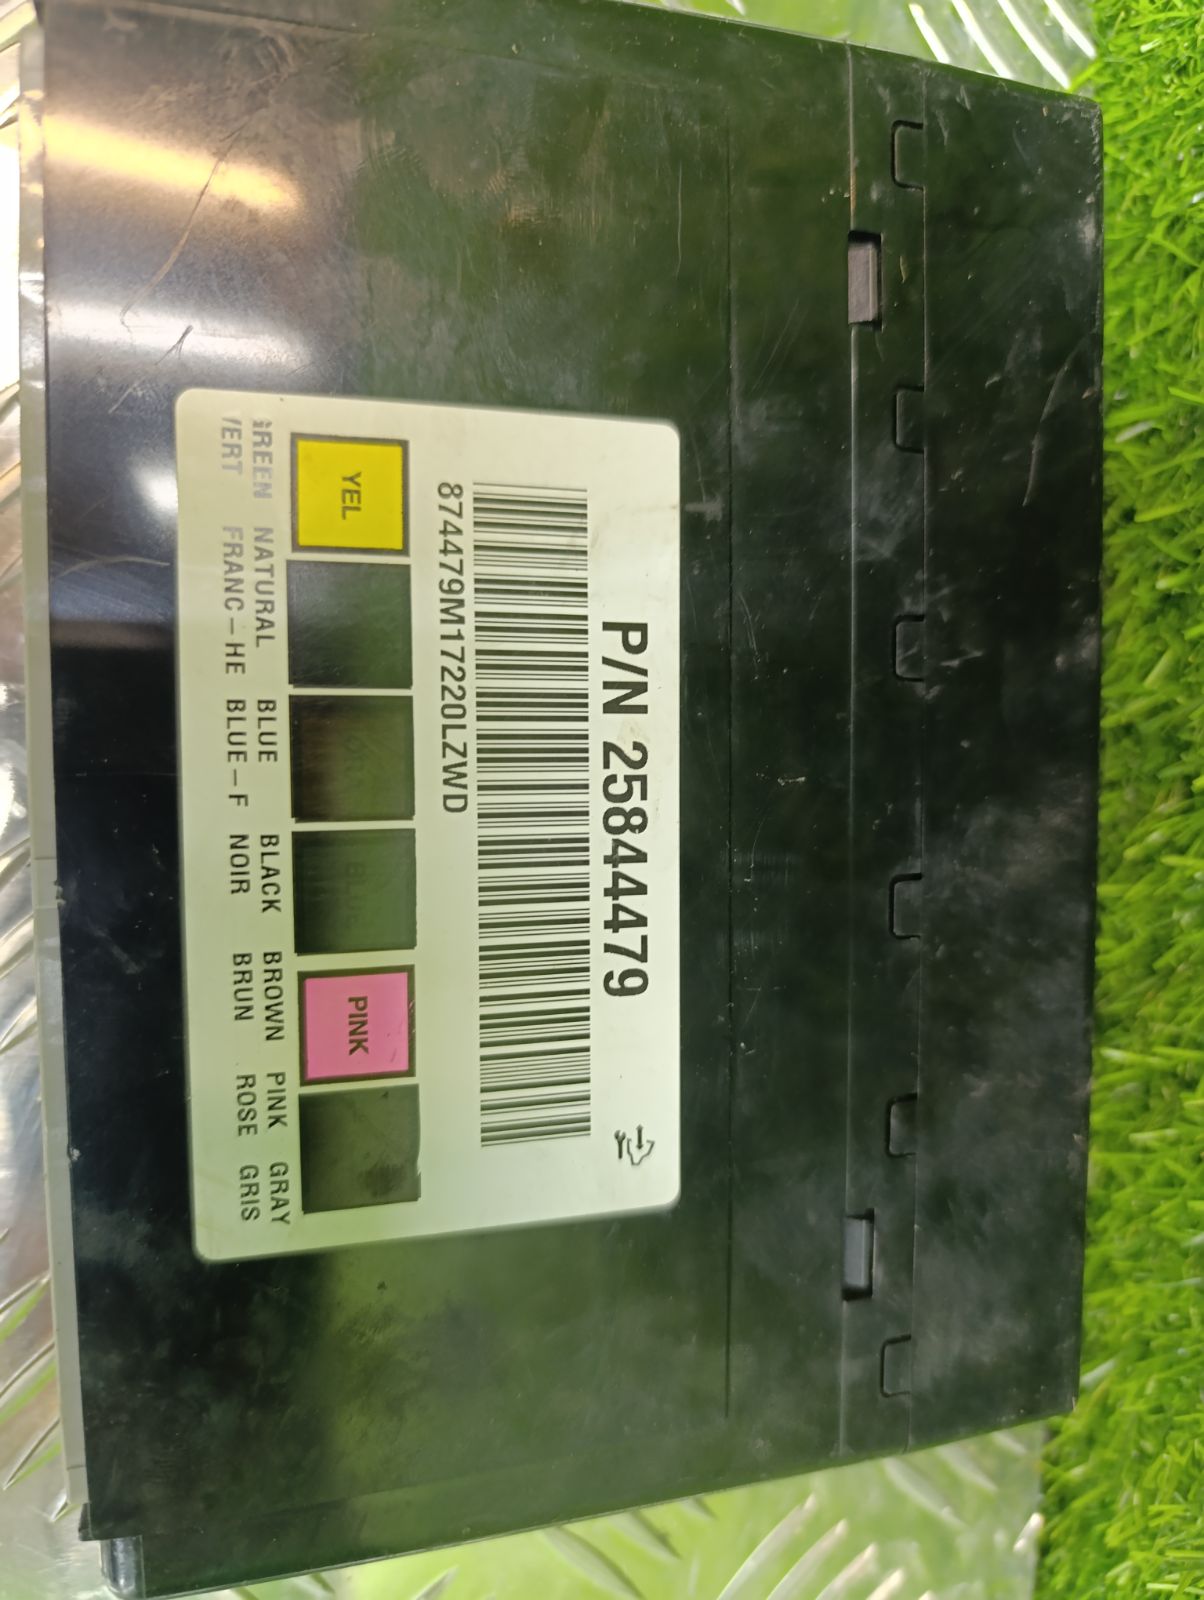 P/N 25844479
874479M17220LZWD
YEL PINK
GREEN NATURAL BLUE BLACK BROWN PINK GRAY
VERT FRANC-HE BLUE-F NOIR BRUN ROSE GRIS